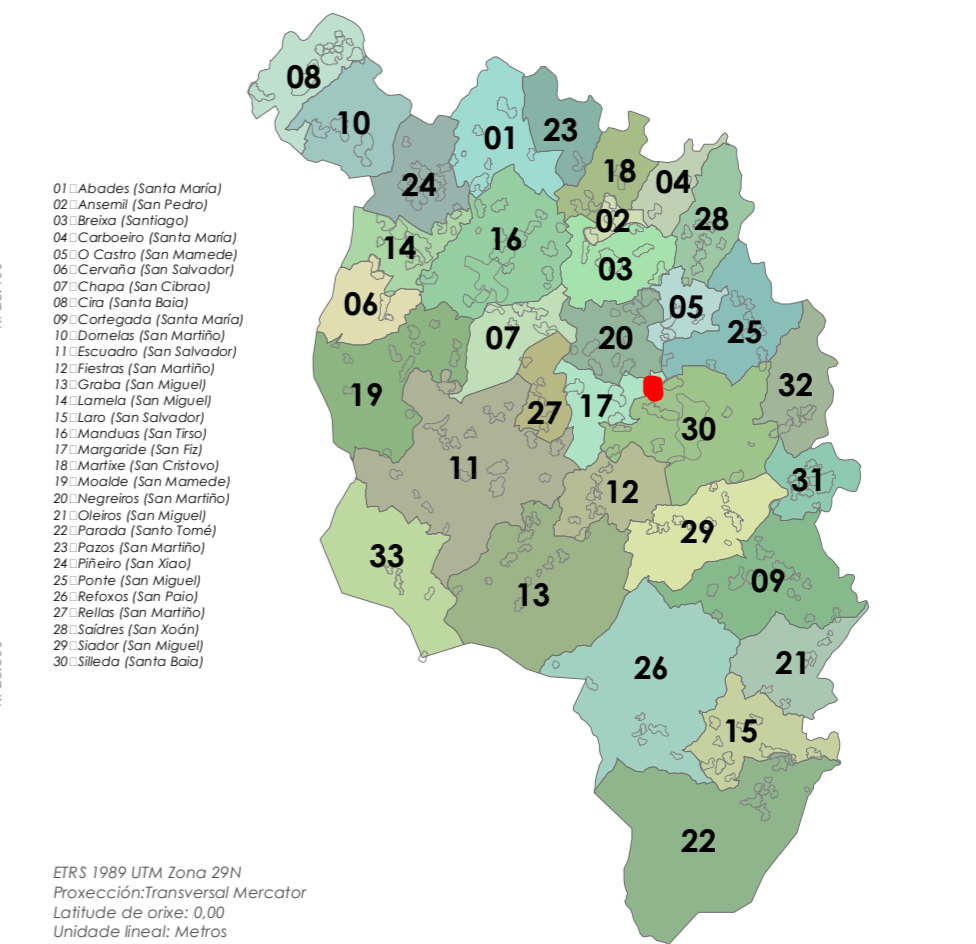 08
10
01
23
18
04
24
02
28
16
14
03
06
05
25
07
20
32
19
27
17
30
11
12
31
29
33
13
09
26
21
15
22
01 Abades (Santa María)
02 Ansemil (San Pedro)
03 Breixa (Santiago)
04 Carboeiro (Santa María)
05 O Castro (San Mamede)
06 Cervaña (San Salvador)
07 Chapa (San Cibrao)
08 Cira (Santa Baia)
09 Cortegada (Santa María)
10 Dornelas (San Martiño)
11 Escuadro (San Salvador)
12 Fiestras (San Martiño)
13 Graba (San Miguel)
14 Lamela (San Miguel)
15 Laro (San Salvador)
16 Manduas (San Tirso)
17 Margaride (San Fiz)
18 Martixe (San Cristovo)
19 Moalde (San Mamede)
20 Negreiros (San Martiño)
21 Oleiros (San Miguel)
22 Parada (Santo Tomé)
23 Pazos (San Martiño)
24 Piñeiro (San Xiao)
25 Ponte (San Miguel)
26 Refoxos (San Paio)
27 Rellas (San Martiño)
28 Saídres (San Xoán)
29 Siador (San Miguel)
30 Silleda (Santa Baia)
ETRS 1989 UTM Zona 29N
Proxección:Transversal Mercator
Latitude de orixe: 0,00
Unidade lineal: Metros